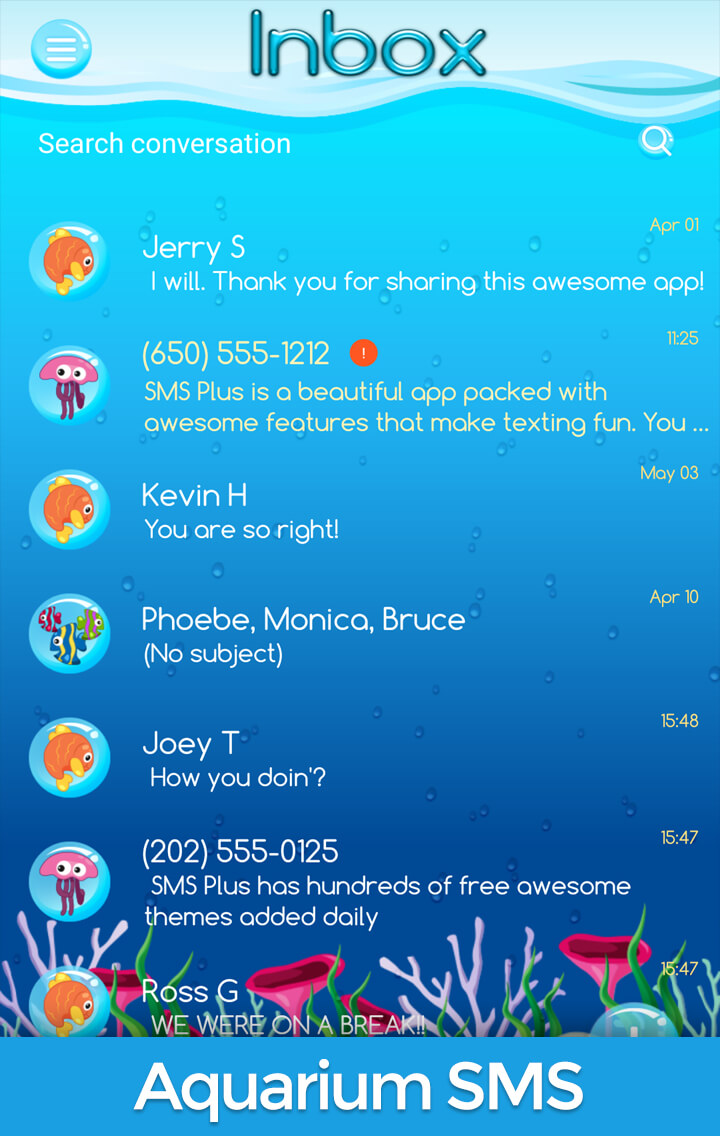 Inbox
Search conversation
Apr 01
Jerry S
I will. Thank you for sharing this awesome app!
11:25
(650) 555-1212 !
SMS Plus is a beautiful app packed with
awesome features that make texting fun. You ...
May 03
Kevin H
You are so right!
Apr 10
Phoebe, Monica, Bruce
(No subject)
15:48
Joey T
How you doin'?
15:47
(202) 555-0125
SMS Plus has hundreds of free awesome
themes added daily
15:47
Ross G
WE WERE ON A BREAK!!
Aquarium SMS